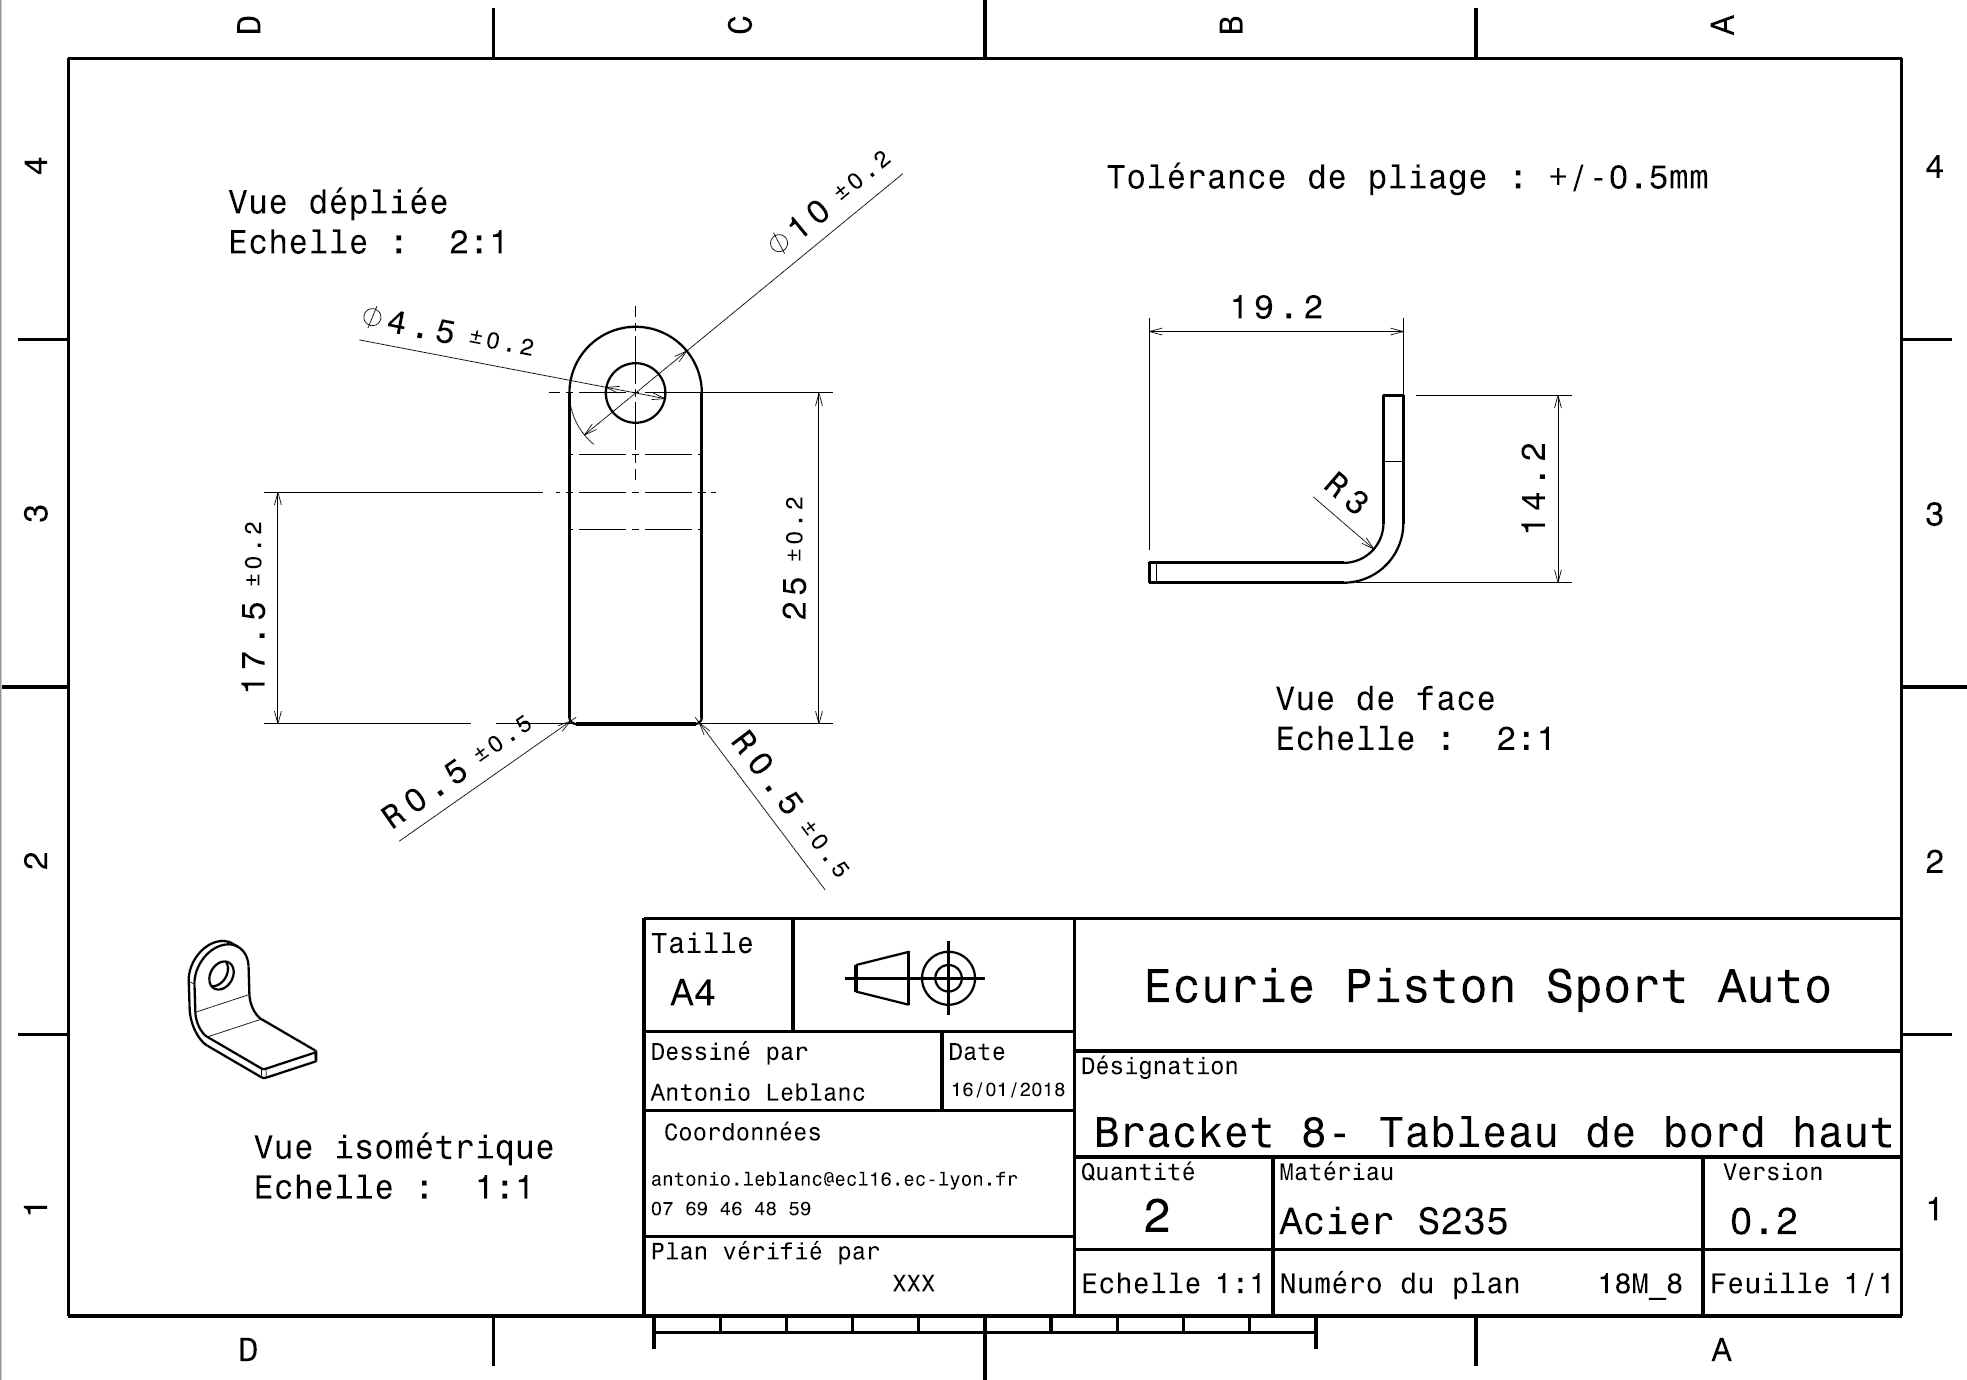 D C B A
4
4
Vue dépliée
Echelle : 2:1
Tolérance de pliage : +/-0.5mm
⌀10 ±0.2
⌀4.5 ±0.2
19.2
R3
14.2
3
3
17.5 ±0.2
25 ±0.2
R0.5 ±0.5
R0.5 ±0.5
Vue de face
Echelle : 2:1
2
2
Vue isométrique
Echelle : 1:1
1
1
Taille
A4
Ecurie Piston Sport Auto
Dessiné par
Antonio Leblanc
Date
16/01/2018
Désignation
Bracket 8- Tableau de bord haut
Coordonnées
antonio.leblanc@ecl16.ec-lyon.fr
07 69 46 48 59
Quantité
2
Matériau
Acier S235
Version
0.2
Plan vérifié par
XXX
Echelle 1:1
Numéro du plan 18M_8
Feuille 1/1
D A